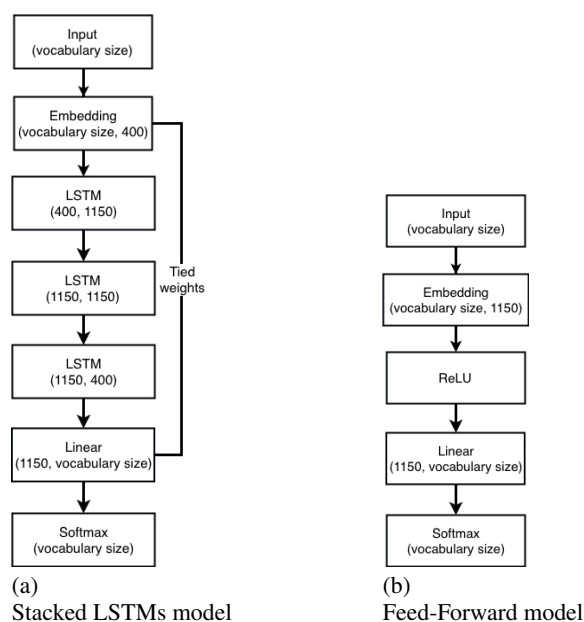 Input
(vocabulary size)
Embedding
(vocabulary size, 400)
LSTM
(400, 1150)
LSTM
(1150, 1150)
Tied
weights
LSTM
(1150, 400)
Linear
(1150, vocabulary size)
Softmax
(vocabulary size)
(a)
Stacked LSTMs model
Input
(vocabulary size)
Embedding
(vocabulary size, 1150)
ReLU
Linear
(1150, vocabulary size)
Softmax
(vocabulary size)
(b)
Feed-Forward model